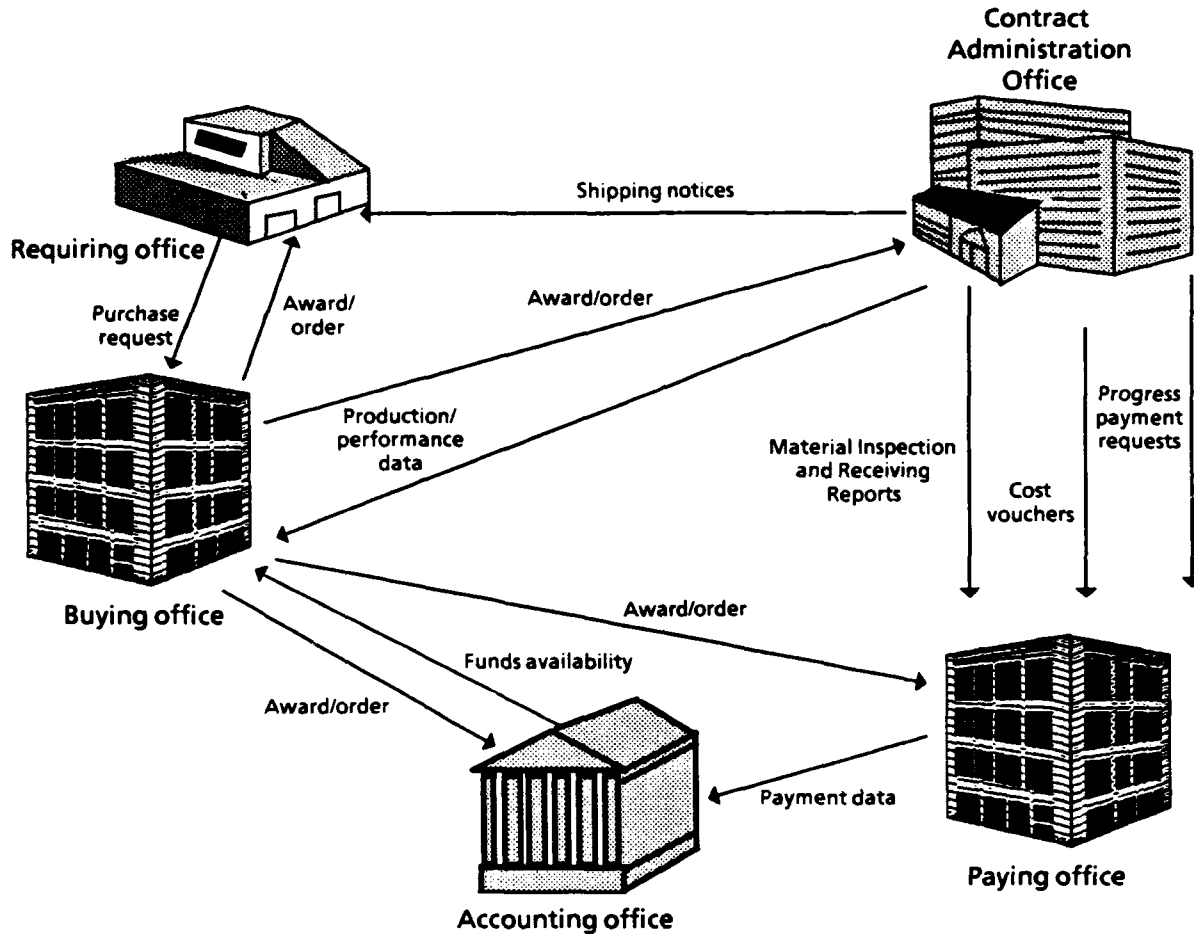 Contract
Administration
Office
Shipping notices
Requiring office
Purchase
request
Award/
order
Award/order
Production/
performance
data
Progress
payment
requests
Material Inspection
and Receiving
Reports
Cost
vouchers
Buying office
Award/order
Funds availability
Award/order
Payment data
Paying office
Accounting office